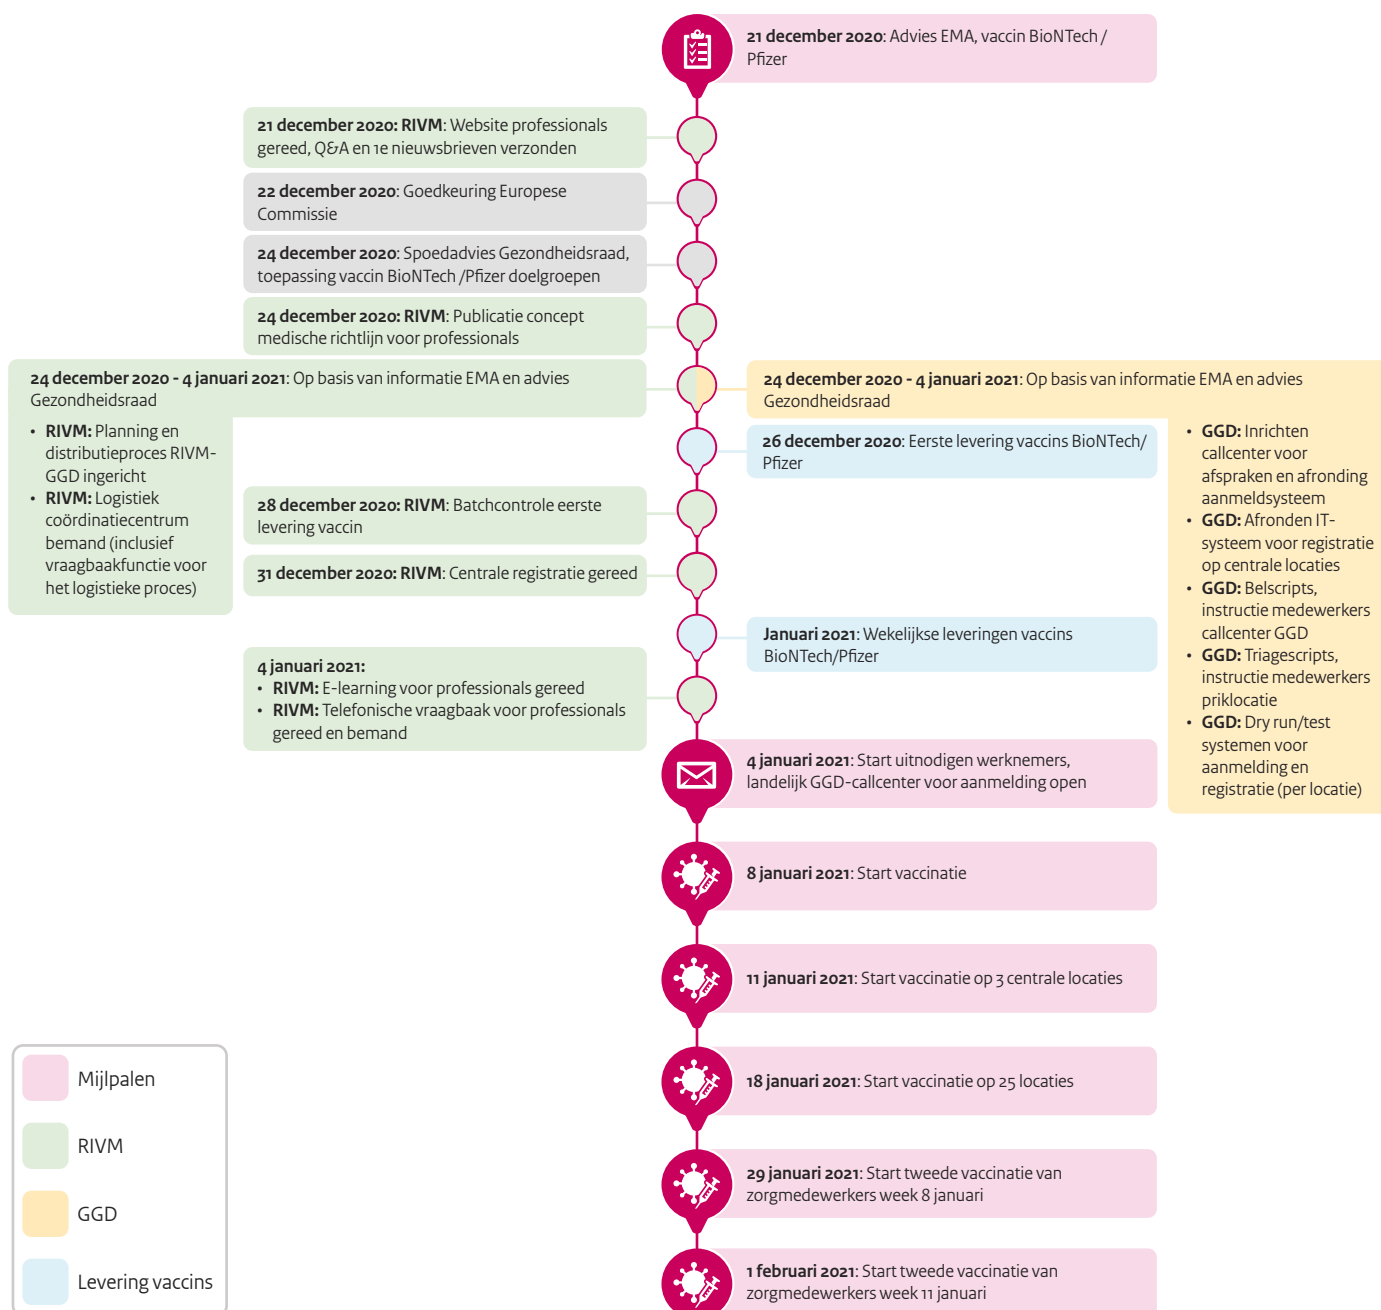 21 december 2020: Advies EMA, vaccin BioNTech /
Pfizer
21 december 2020: RIVM: Website professionals
gereed, Q&A en 1e nieuwsbrieven verzonden
22 december 2020: Goedkeuring Europese
Commissie
24 december 2020: Spoedadvies Gezondheidsraad,
toepassing vaccin BioNTech /Pfizer doelgroepen
24 december 2020: RIVM: Publicatie concept
medische richtlijn voor professionals
24 december 2020 - 4 januari 2021: Op basis van informatie EMA en advies
Gezondheidsraad
• RIVM: Planning en
distributieproces RIVM-
GGD ingericht
• RIVM: Logistiek
coördinatiecentrum
bemand (inclusief
vraagbaakfunctie voor
het logistieke proces)
24 december 2020 - 4 januari 2021: Op basis van informatie EMA en advies
Gezondheidsraad
• GGD: Inrichten
callcenter voor
afspraken en afronding
aanmeldsysteem
• GGD: Afronden IT-
systeem voor registratie
op centrale locaties
• GGD: Belscripts,
instructie medewerkers
callcenter GGD
• GGD: Triagescripts,
instructie medewerkers
priklocatie
• GGD: Dry run/test
systemen voor
aanmelding en
registratie (per locatie)
26 december 2020: Eerste levering vaccins BioNTech/
Pfizer
28 december 2020: RIVM: Batchcontrole eerste
levering vaccin
31 december 2020: RIVM: Centrale registratie gereed
Januari 2021: Wekelijkse leveringen vaccins
BioNTech/Pfizer
4 januari 2021:
• RIVM: E-learning voor professionals gereed
• RIVM: Telefonische vraagbaak voor professionals
gereed en bemand
4 januari 2021: Start uitnodigen werknemers,
landelijk GGD-callcenter voor aanmelding open
8 januari 2021: Start vaccinatie
11 januari 2021: Start vaccinatie op 3 centrale locaties
18 januari 2021: Start vaccinatie op 25 locaties
29 januari 2021: Start tweede vaccinatie van
zorgmedewerkers week 8 januari
1 februari 2021: Start tweede vaccinatie van
zorgmedewerkers week 11 januari
Mijlpalen
RIVM
GGD
Levering vaccins